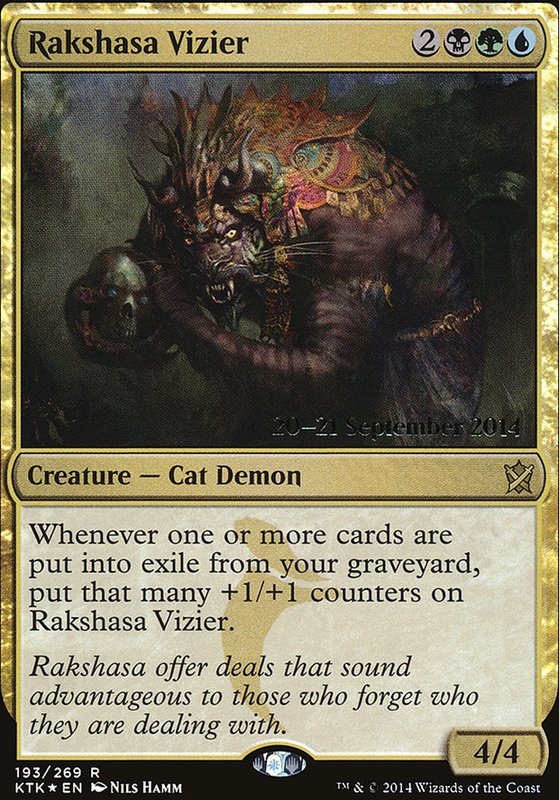 Rakshasa Vizier 2
20–21 September 2014
Creature — Cat Demon
Whenever one or more cards are
put into exile from your graveyard,
put that many +1/+1 counters on
Rakshasa Vizier.
Rakshasa offer deals that sound
advantageous to those who forget who
they are dealing with.
4/4
193/269 R
KTK ★ EN Nils Hamm
™ & © 2014 Wizards of the Coast